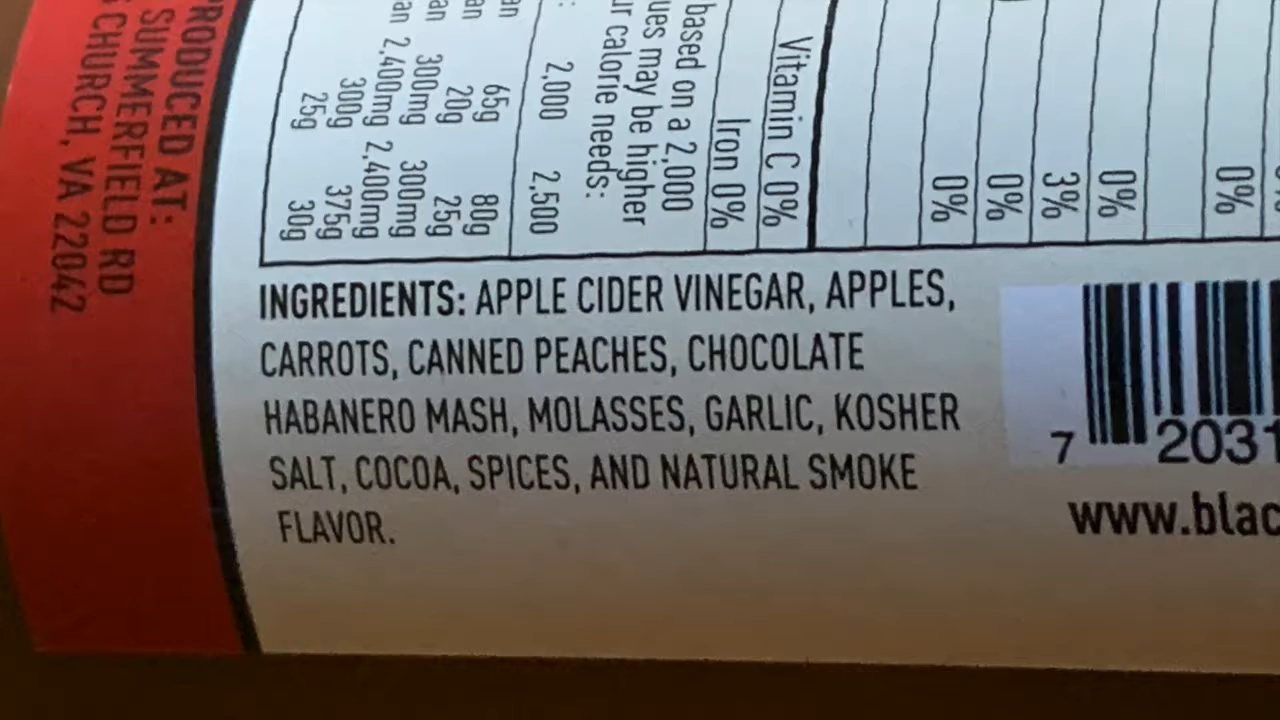 PRODUCED AT:
SUMMERFIELD RD
CHURCH, VA 22042
Vitamin C 0%
Iron 0%
based on a 2,000
may be higher
calorie needs:
2,000 2,500
65g 80g
20g 25g
300mg 300mg
2,400mg 2,400mg
300g 375g
25g 30g
0%
0%
3%
0%
0%
INGREDIENTS: APPLE CIDER VINEGAR, APPLES,
CARROTS, CANNED PEACHES, CHOCOLATE
HABANERO MASH, MOLASSES, GARLIC, KOSHER
SALT, COCOA, SPICES, AND NATURAL SMOKE
FLAVOR.
7 2031
www.blac